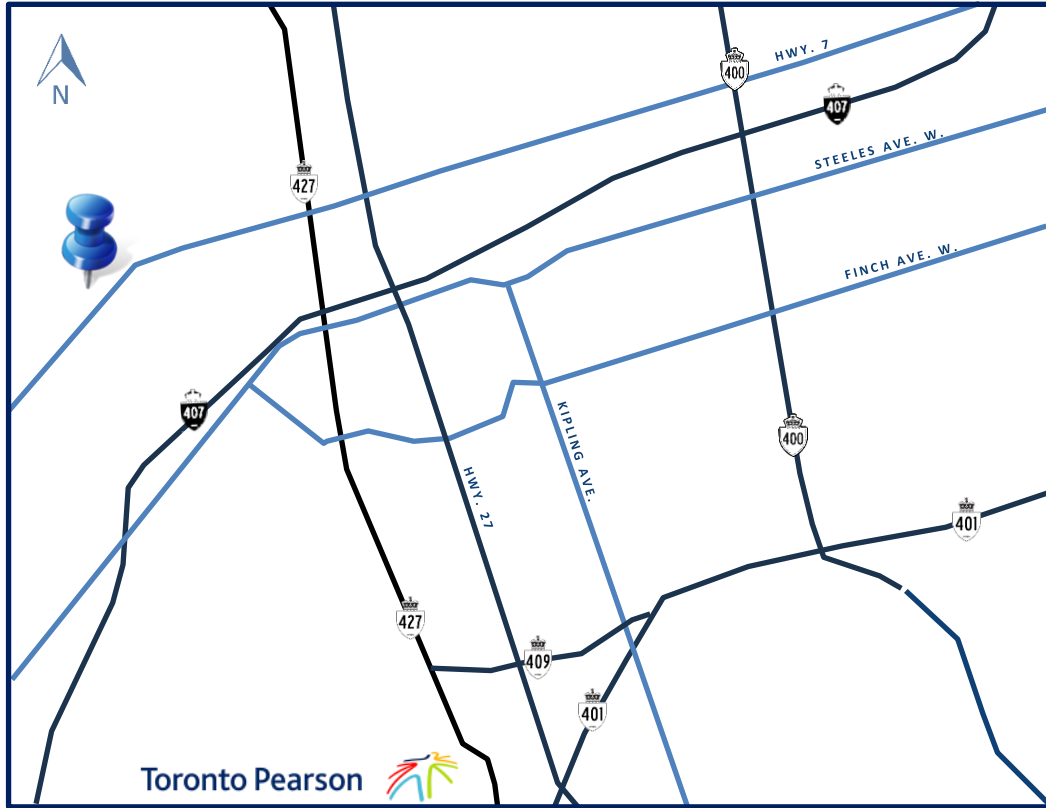 HWY. 7
400
407
N
STEELES AVE. W.
427
FINCH AVE. W.
407
KIPLING AVE.
400
HWY. 27
401
427
409
401
Toronto Pearson